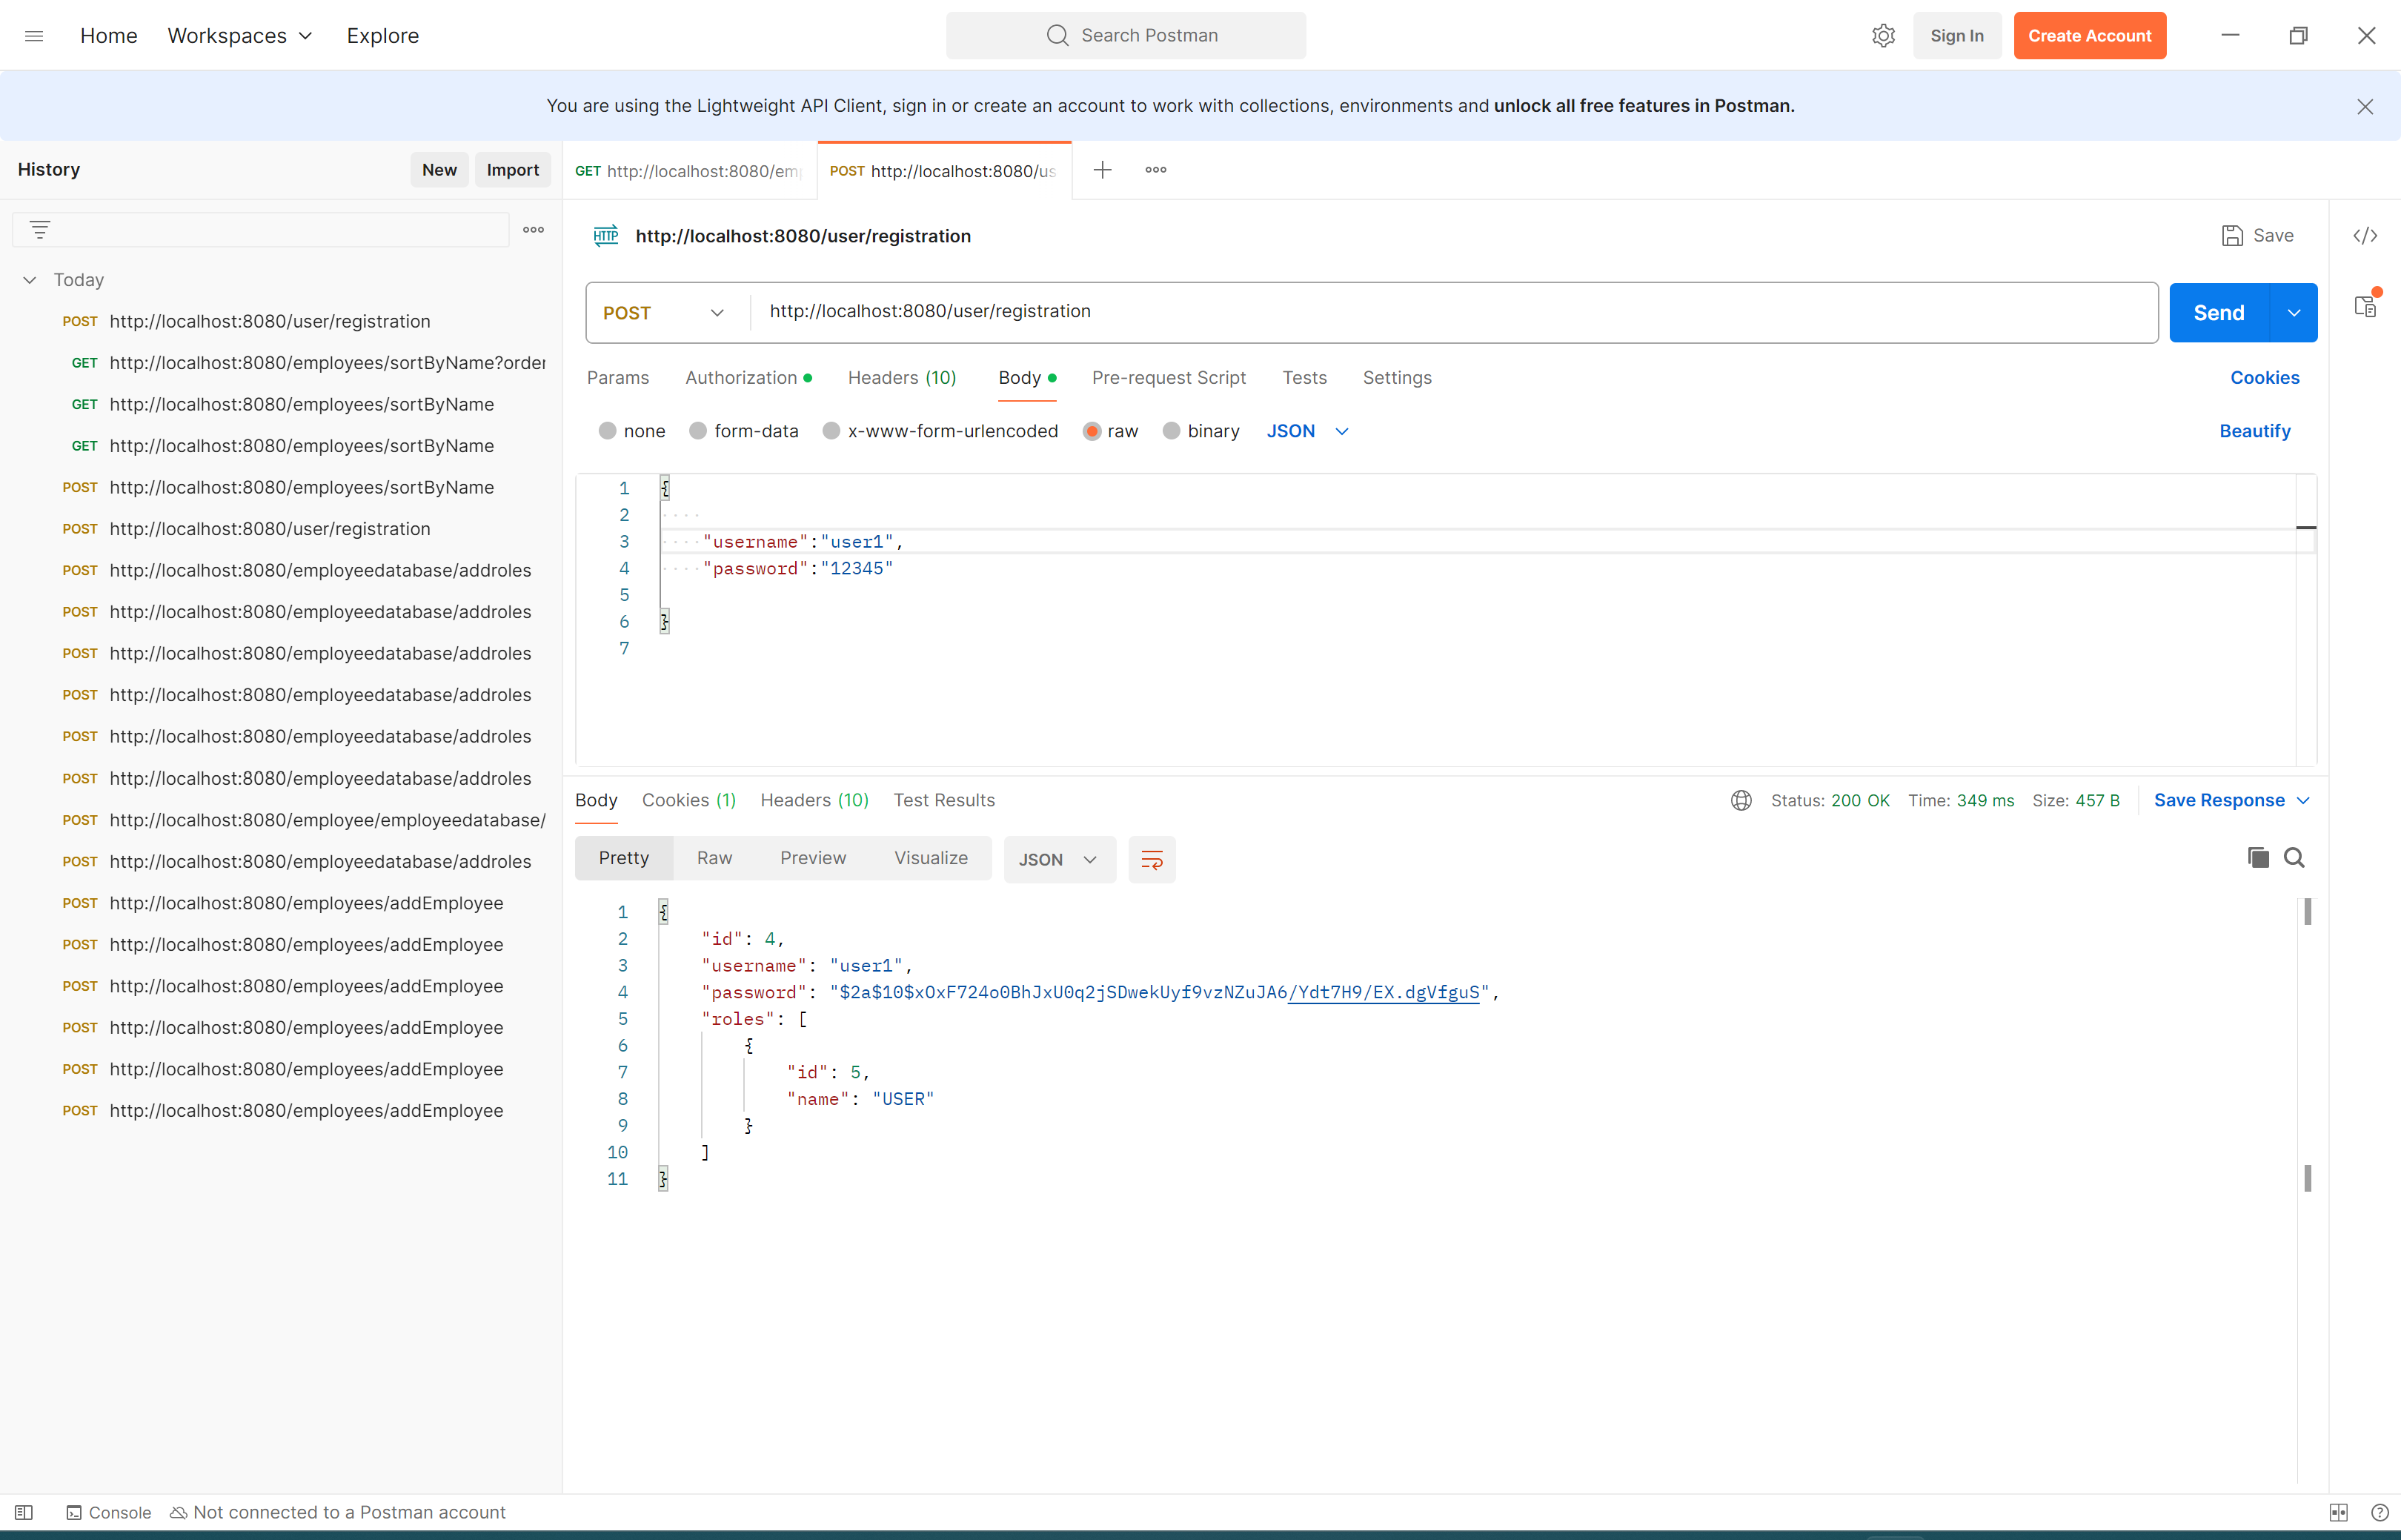 Home Workspaces Explore
Search Postman
Sign In Create Account
You are using the Lightweight API Client, sign in or create an account to work with collections, environments and unlock all free features in Postman.
History New Import
Today
POST http://localhost:8080/user/registration
GET http://localhost:8080/employees/sortByName?order
GET http://localhost:8080/employees/sortByName
GET http://localhost:8080/employees/sortByName
POST http://localhost:8080/employees/sortByName
POST http://localhost:8080/user/registration
POST http://localhost:8080/employeedatabase/addroles
POST http://localhost:8080/employeedatabase/addroles
POST http://localhost:8080/employeedatabase/addroles
POST http://localhost:8080/employeedatabase/addroles
POST http://localhost:8080/employeedatabase/addroles
POST http://localhost:8080/employeedatabase/addroles
POST http://localhost:8080/employee/employeedatabase/
POST http://localhost:8080/employeedatabase/addroles
POST http://localhost:8080/employees/addEmployee
POST http://localhost:8080/employees/addEmployee
POST http://localhost:8080/employees/addEmployee
POST http://localhost:8080/employees/addEmployee
POST http://localhost:8080/employees/addEmployee
POST http://localhost:8080/employees/addEmployee
GET http://localhost:8080/em POST http://localhost:8080/us
HTTP http://localhost:8080/user/registration Save
POST http://localhost:8080/user/registration Send
Params Authorization Headers (10) Body Pre-request Script Tests Settings Cookies
none form-data x-www-form-urlencoded raw binary JSON Beautify
1 {
2
3 "username":"user1",
4 "password":"12345"
5
6 }
7
Body Cookies (1) Headers (10) Test Results Status: 200 OK Time: 349 ms Size: 457 B Save Response
Pretty Raw Preview Visualize JSON
1 {
2 "id": 4,
3 "username": "user1",
4 "password": "$2a$10$xOxF724o0BhJxU0q2jSDwekUyf9vzNZuJA6/Ydt7H9/EX.dgVfguS",
5 "roles": [
6 {
7 "id": 5,
8 "name": "USER"
9 }
10 ]
11 }
Console Not connected to a Postman account